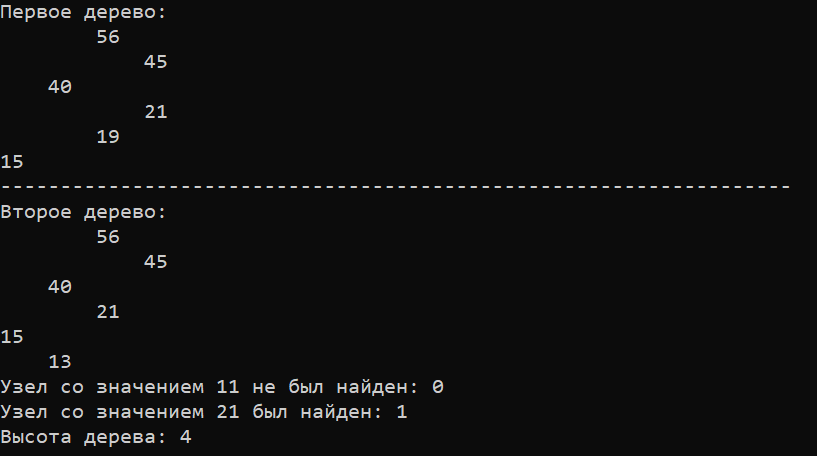 Первое дерево:
        56
            45
    40
            21
        19
15
------------------------------------------------------------------
Второе дерево:
        56
            45
    40
        21
15
    13
Узел со значением 11 не был найден: 0
Узел со значением 21 был найден: 1
Высота дерева: 4